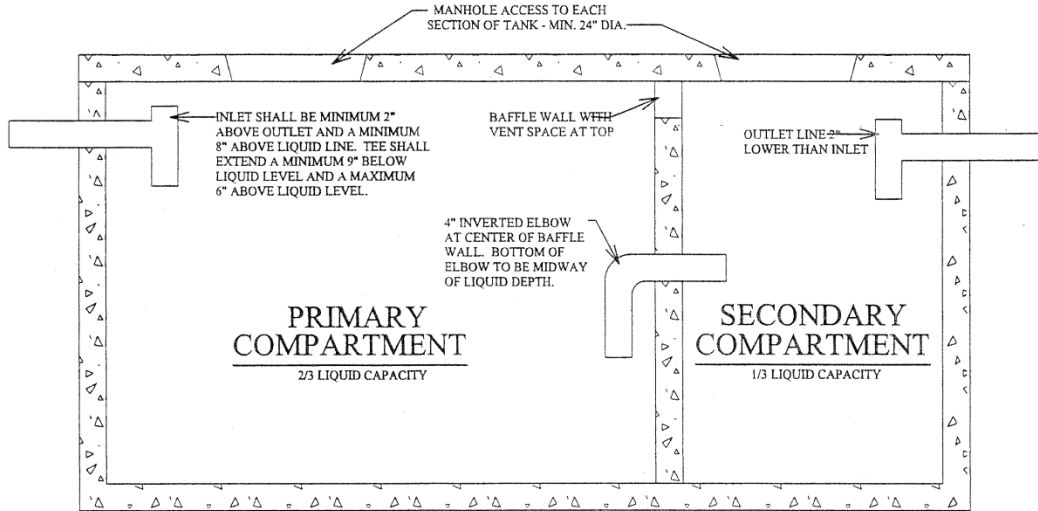 MANHOLE ACCESS TO EACH
SECTION OF TANK - MIN. 24" DIA.
INLET SHALL BE MINIMUM 2"
ABOVE OUTLET AND A MINIMUM
8" ABOVE LIQUID LINE. TEE SHALL
EXTEND A MINIMUM 9" BELOW
LIQUID LEVEL AND A MAXIMUM
6" ABOVE LIQUID LEVEL.
BAFFLE WALL WITH
VENT SPACE AT TOP
OUTLET LINE 2"
LOWER THAN INLET
4" INVERTED ELBOW
AT CENTER OF BAFFLE
WALL. BOTTOM OF
ELBOW TO BE MIDWAY
OF LIQUID DEPTH.
PRIMARY
COMPARTMENT
2/3 LIQUID CAPACITY
SECONDARY
COMPARTMENT
1/3 LIQUID CAPACITY